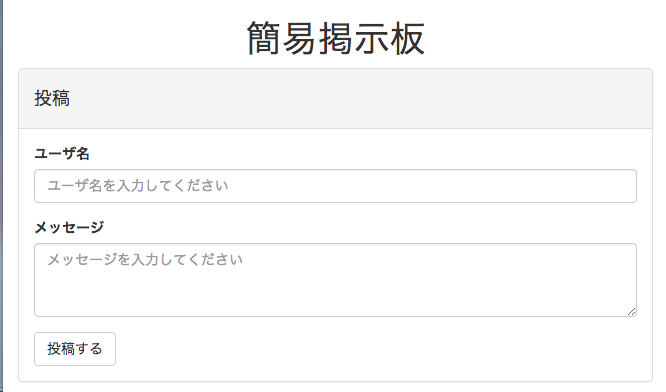 簡易掲示板
投稿
ユーザ名
ユーザ名を入力してください
メッセージ
メッセージを入力してください
投稿する